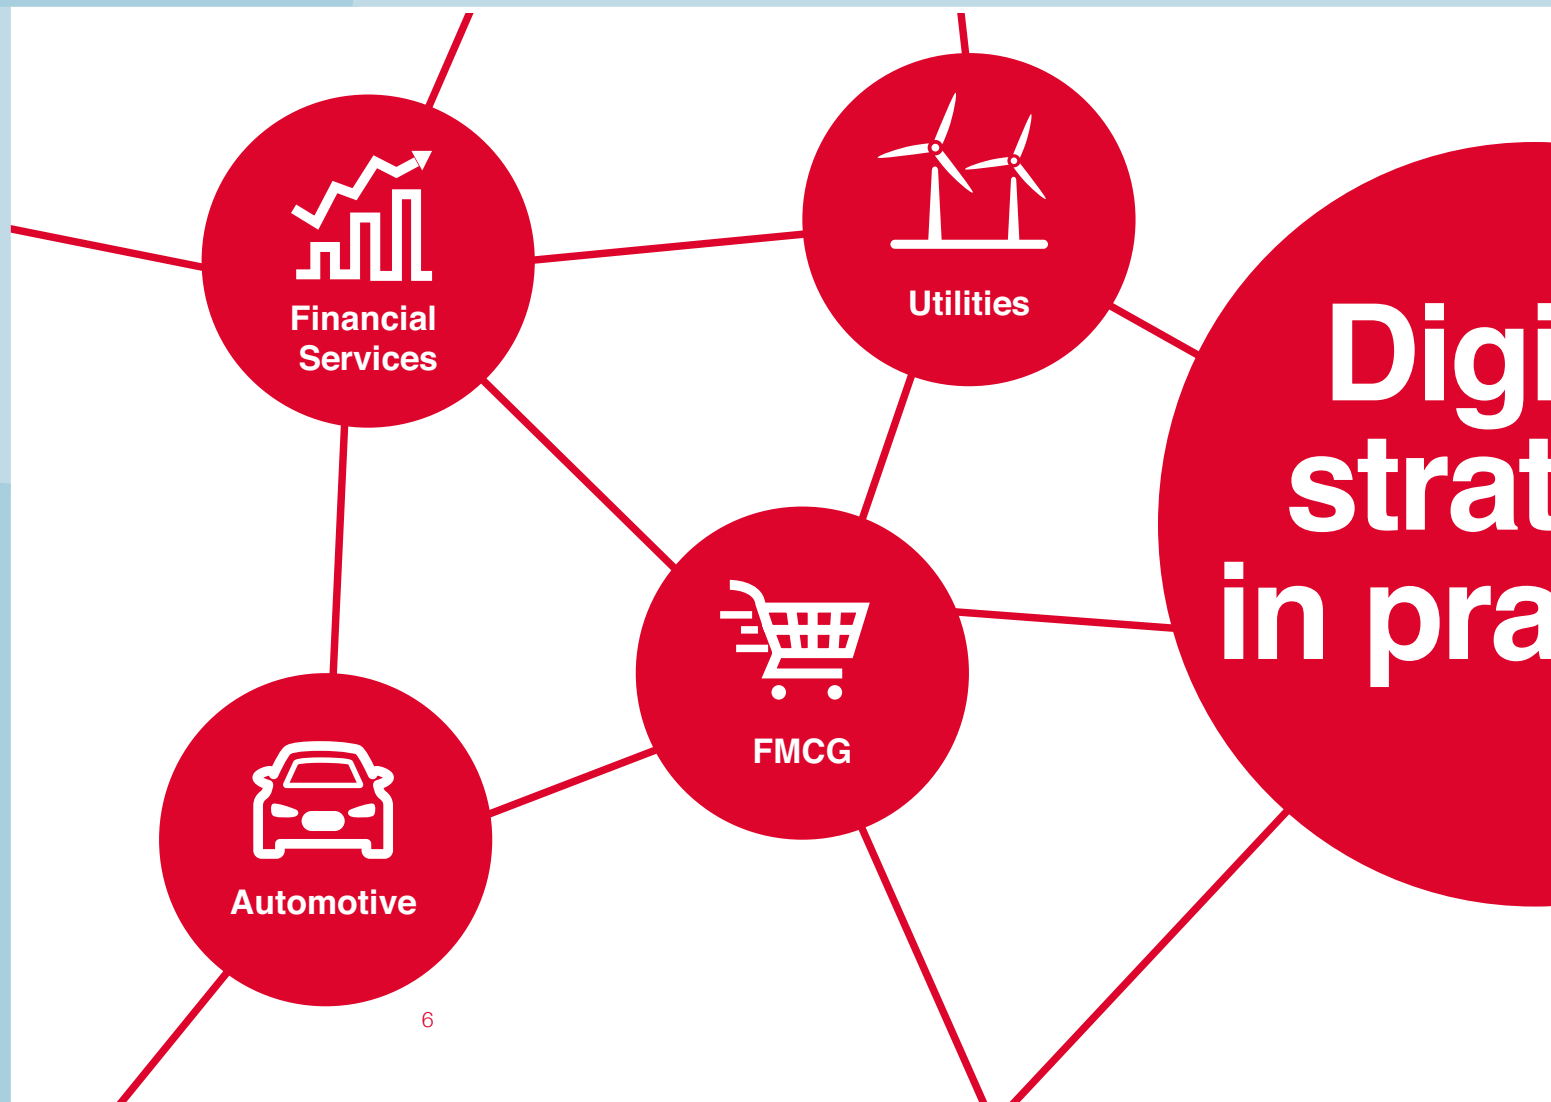 Financial
Services
Utilities
Digi
strat
in pra
FMCG
Automotive
6